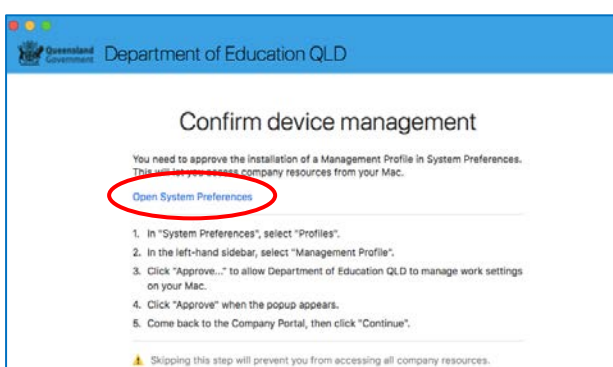 Queensland
Government
Department of Education QLD
Confirm device management
You need to approve the installation of a Management Profile in System Preferences.
This will let you access company resources from your Mac.
Open System Preferences
1. In "System Preferences", select "Profiles".
2. In the left-hand sidebar, select "Management Profile".
3. Click "Approve..." to allow Department of Education QLD to manage work settings
on your Mac.
4. Click "Approve" when the popup appears.
5. Come back to the Company Portal, then click "Continue".
Skipping this step will prevent you from accessing all company resources.